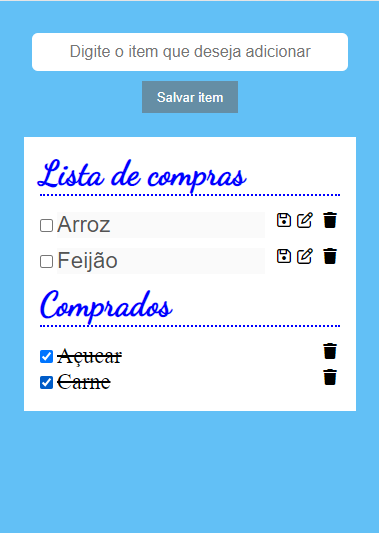 Digite o item que deseja adicionar
Salvar item
Lista de compras
Arroz
Feijão
Comprados
Açucar
Carne